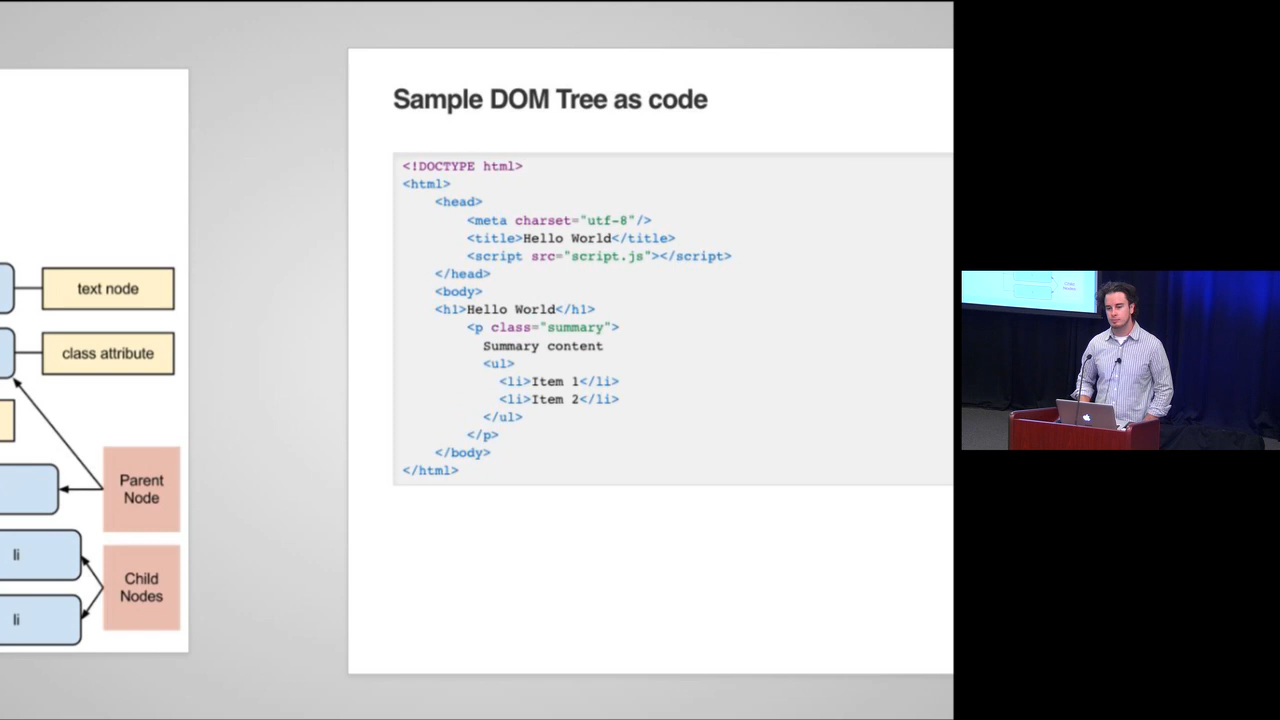 text node
class attribute
Parent
Node
li
Child
Nodes
li
Sample DOM Tree as code
<!DOCTYPE html>
<html>
<head>
<meta charset="utf-8"/>
<title>Hello World</title>
<script src="script.js"></script>
</head>
<body>
<h1>Hello World</h1>
<p class="summary">
Summary content
<ul>
<li>Item 1</li>
<li>Item 2</li>
</ul>
</p>
</body>
</html>